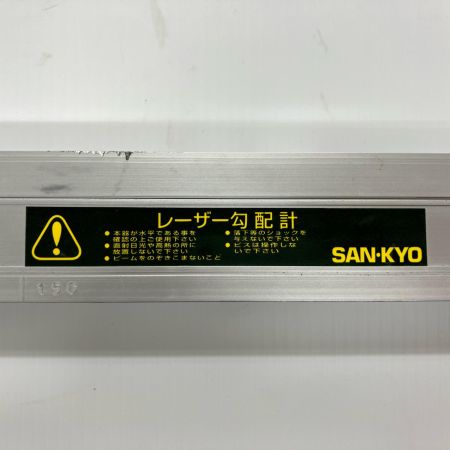 レーザー勾配計
● 本器が水平である事を
確認の上ご使用下さい
● 直射日光や高熱の所に
放置しないで下さい
● ビームをのぞきこまないこと
● 落下等のショックを
与えないで下さい
● ビスは操作しな
いで下さい
SAN・KYO